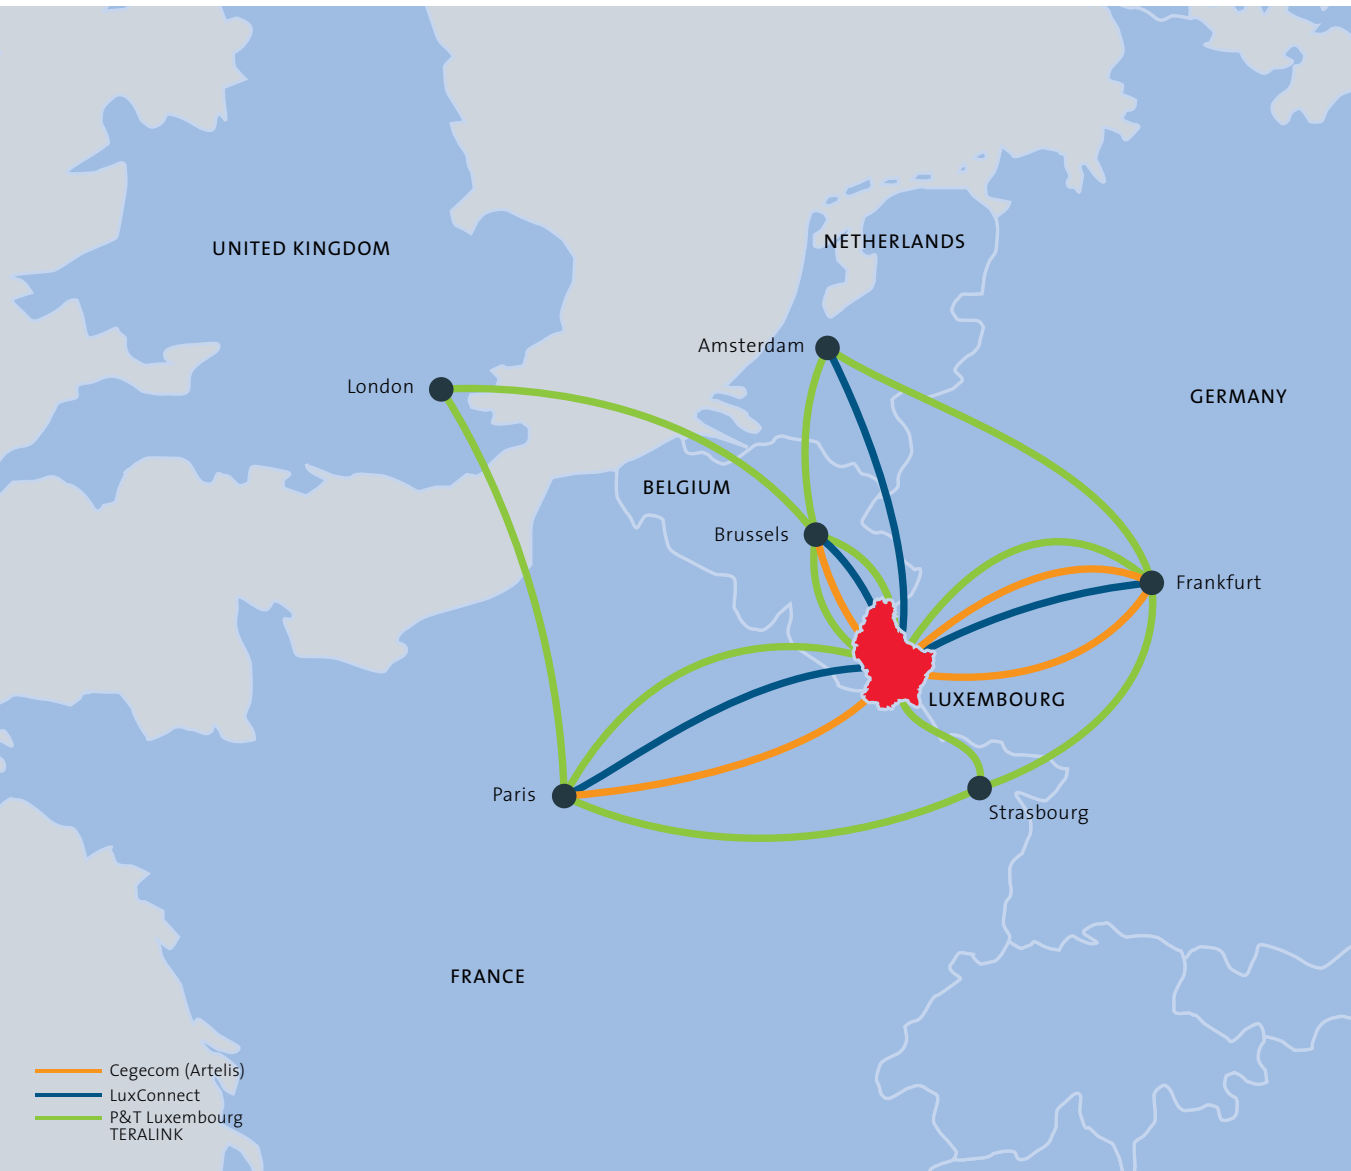 UNITED KINGDOM
NETHERLANDS
Amsterdam
London
GERMANY
BELGIUM
Brussels
Frankfurt
LUXEMBOURG
Paris
Strasbourg
FRANCE
Cegecom (Artelis)
LuxConnect
P&T Luxembourg
TERALINK